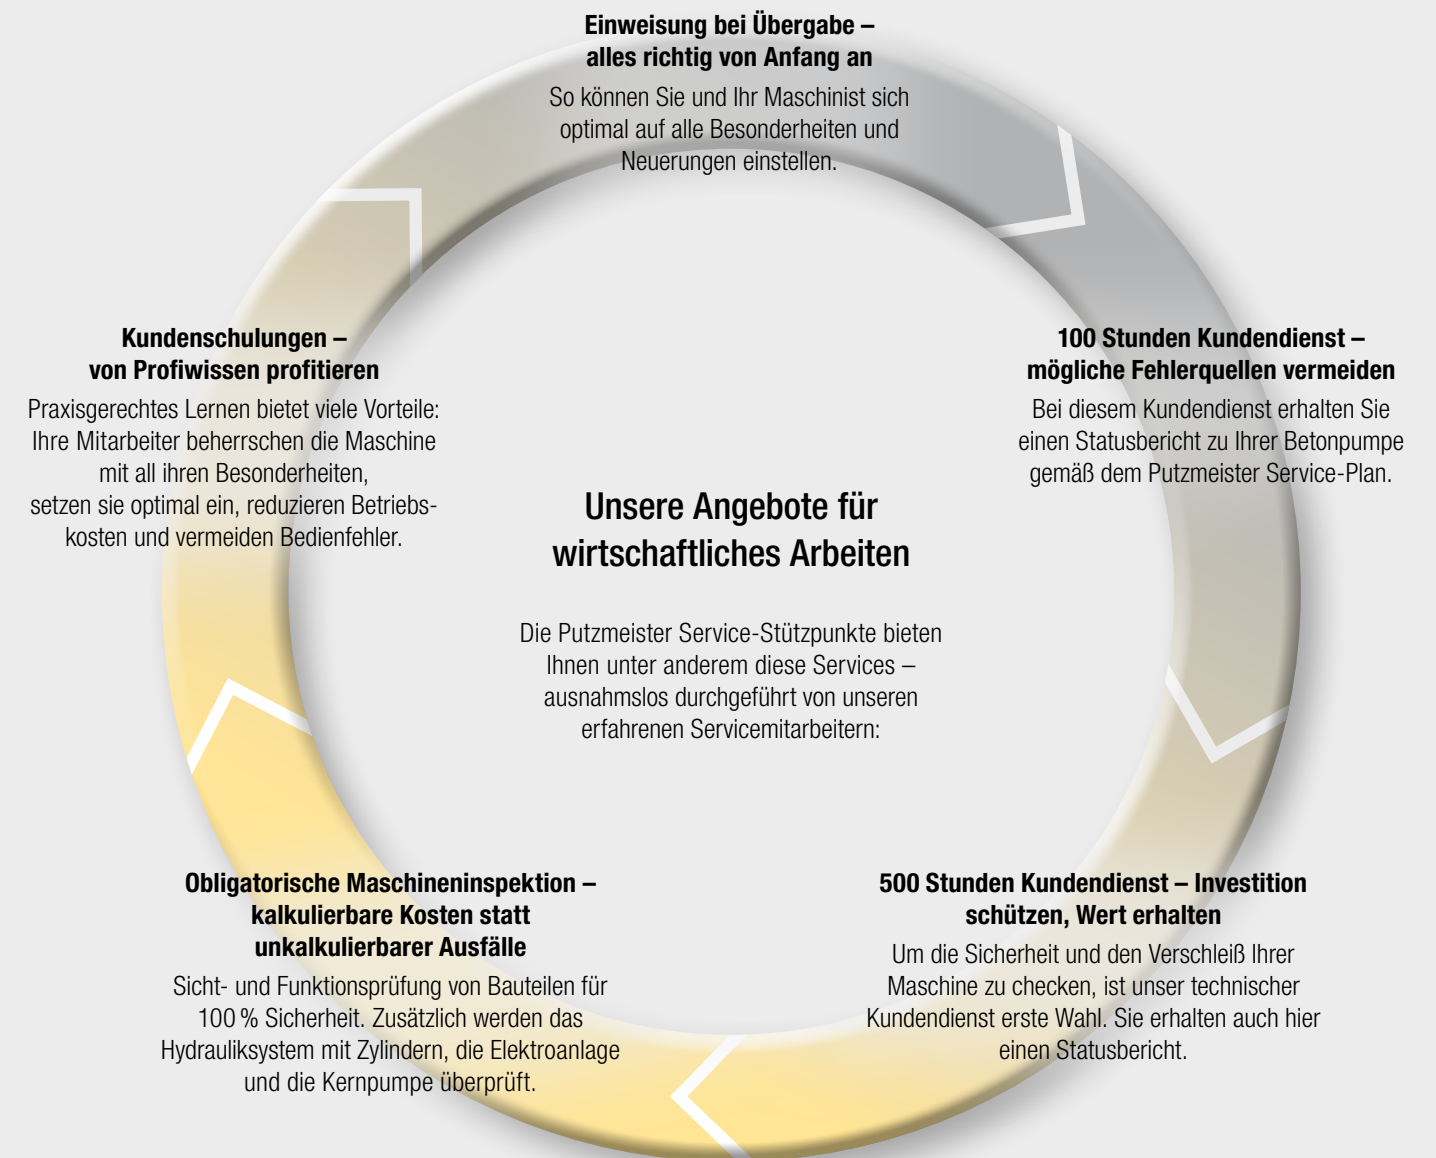 Einweisung bei Übergabe –
alles richtig von Anfang an
So können Sie und Ihr Maschinist sich
optimal auf alle Besonderheiten und
Neuerungen einstellen.
100 Stunden Kundendienst –
mögliche Fehlerquellen vermeiden
Bei diesem Kundendienst erhalten Sie
einen Statusbericht zu Ihrer Betonpumpe
gemäß dem Putzmeister Service-Plan.
500 Stunden Kundendienst – Investition
schützen, Wert erhalten
Um die Sicherheit und den Verschleiß Ihrer
Maschine zu checken, ist unser technischer
Kundendienst erste Wahl. Sie erhalten auch hier
einen Statusbericht.
Obligatorische Maschineninspektion –
kalkulierbare Kosten statt
unkalkulierbarer Ausfälle
Sicht- und Funktionsprüfung von Bauteilen für
100 % Sicherheit. Zusätzlich werden das
Hydrauliksystem mit Zylindern, die Elektroanlage
und die Kernpumpe überprüft.
Kundenschulungen –
von Profiwissen profitieren
Praxisgerechtes Lernen bietet viele Vorteile:
Ihre Mitarbeiter beherrschen die Maschine
mit all ihren Besonderheiten,
setzen sie optimal ein, reduzieren Betriebs-
kosten und vermeiden Bedienfehler.
Unsere Angebote für
wirtschaftliches Arbeiten
Die Putzmeister Service-Stützpunkte bieten
Ihnen unter anderem diese Services –
ausnahmslos durchgeführt von unseren
erfahrenen Servicemitarbeitern: